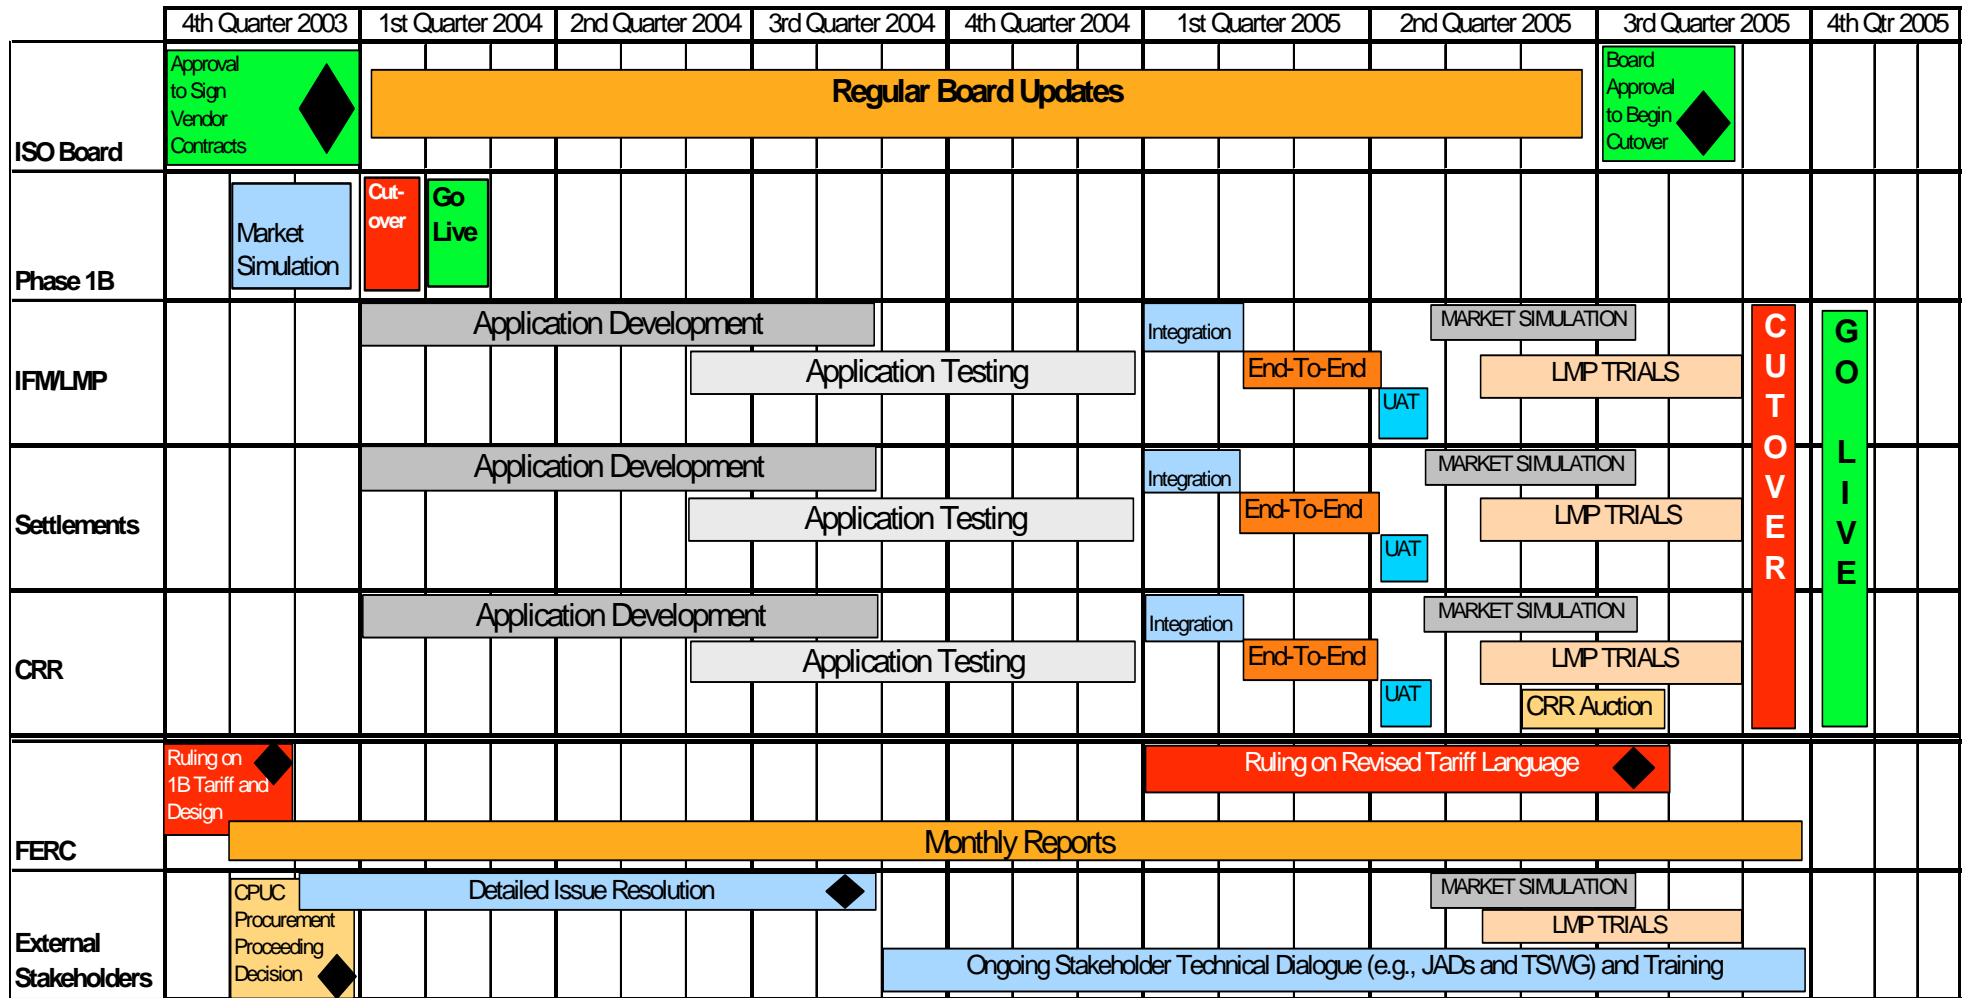 4th Quarter 2003 1st Quarter 2004 2nd Quarter 2004 3rd Quarter 2004 4th Quarter 2004 1st Quarter 2005 2nd Quarter 2005 3rd Quarter 2005 4th Qtr 2005
ISO Board
Approval
to Sign
Vendor
Contracts
Regular Board Updates
Board
Approval
to Begin
Cutover
Phase 1B
Market
Simulation
Cut-
over
Go
Live
IFM/LMP
Application Development
Application Testing
Integration
End-To-End
UAT
MARKET SIMULATION
LMP TRIALS
Settlements
Application Development
Application Testing
Integration
End-To-End
UAT
MARKET SIMULATION
LMP TRIALS
CRR
Application Development
Application Testing
Integration
End-To-End
UAT
MARKET SIMULATION
LMP TRIALS
CRR Auction
CUTOVER
GO LIVE
FERC
Ruling on
1B Tariff and
Design
Ruling on Revised Tariff Language
Monthly Reports
External
Stakeholders
CPUC
Procurement
Proceeding
Decision
Detailed Issue Resolution
MARKET SIMULATION
LMP TRIALS
Ongoing Stakeholder Technical Dialogue (e.g., JADs and TSWG) and Training